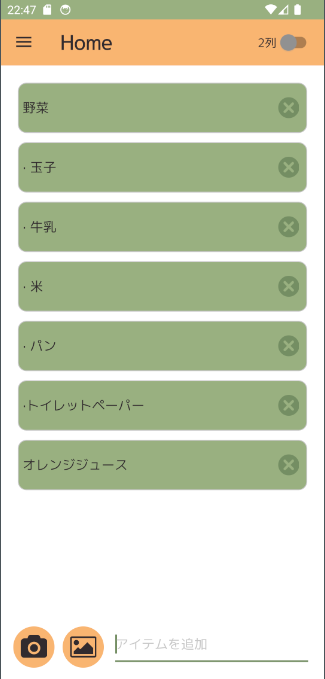 22:47
Home
2列
野菜
· 玉子
· 牛乳
· 米
· パン
·トイレットペーパー
オレンジジュース
アイテムを追加